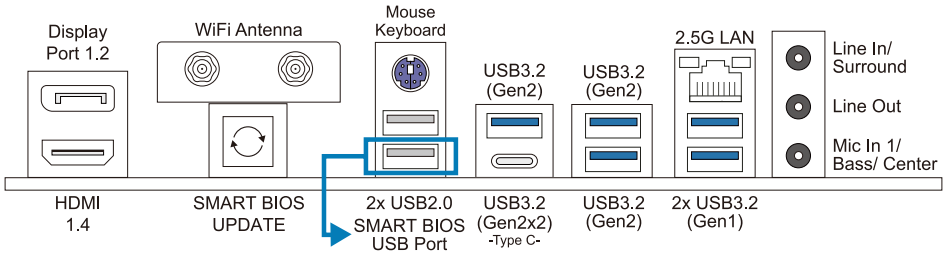 Display
Port 1.2
WiFi Antenna
Mouse
Keyboard
USB3.2
(Gen2)
USB3.2
(Gen2)
2.5G LAN
Line In/
Surround
Line Out
Mic In 1/
Bass/ Center
HDMI
1.4
SMART BIOS
UPDATE
2x USB2.0
SMART BIOS
USB Port
USB3.2
(Gen2x2)
-Type C-
USB3.2
(Gen2)
2x USB3.2
(Gen1)